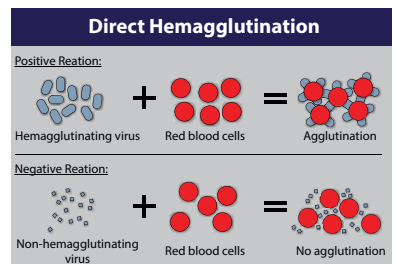 Direct Hemagglutination
Positive Reation:
Hemagglutinating virus
Red blood cells
Agglutination
Negative Reation:
Non-hemagglutinating
virus
Red blood cells
No agglutination